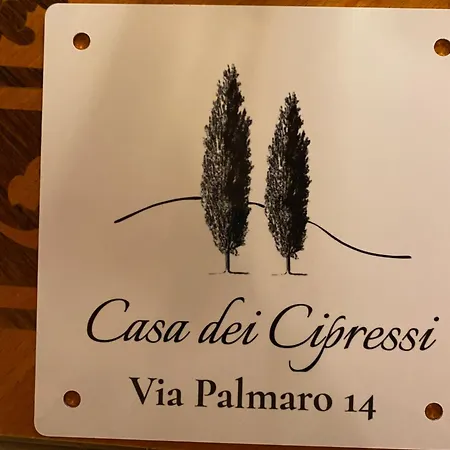 Casa dei Cipressi
Via Palmaro 14